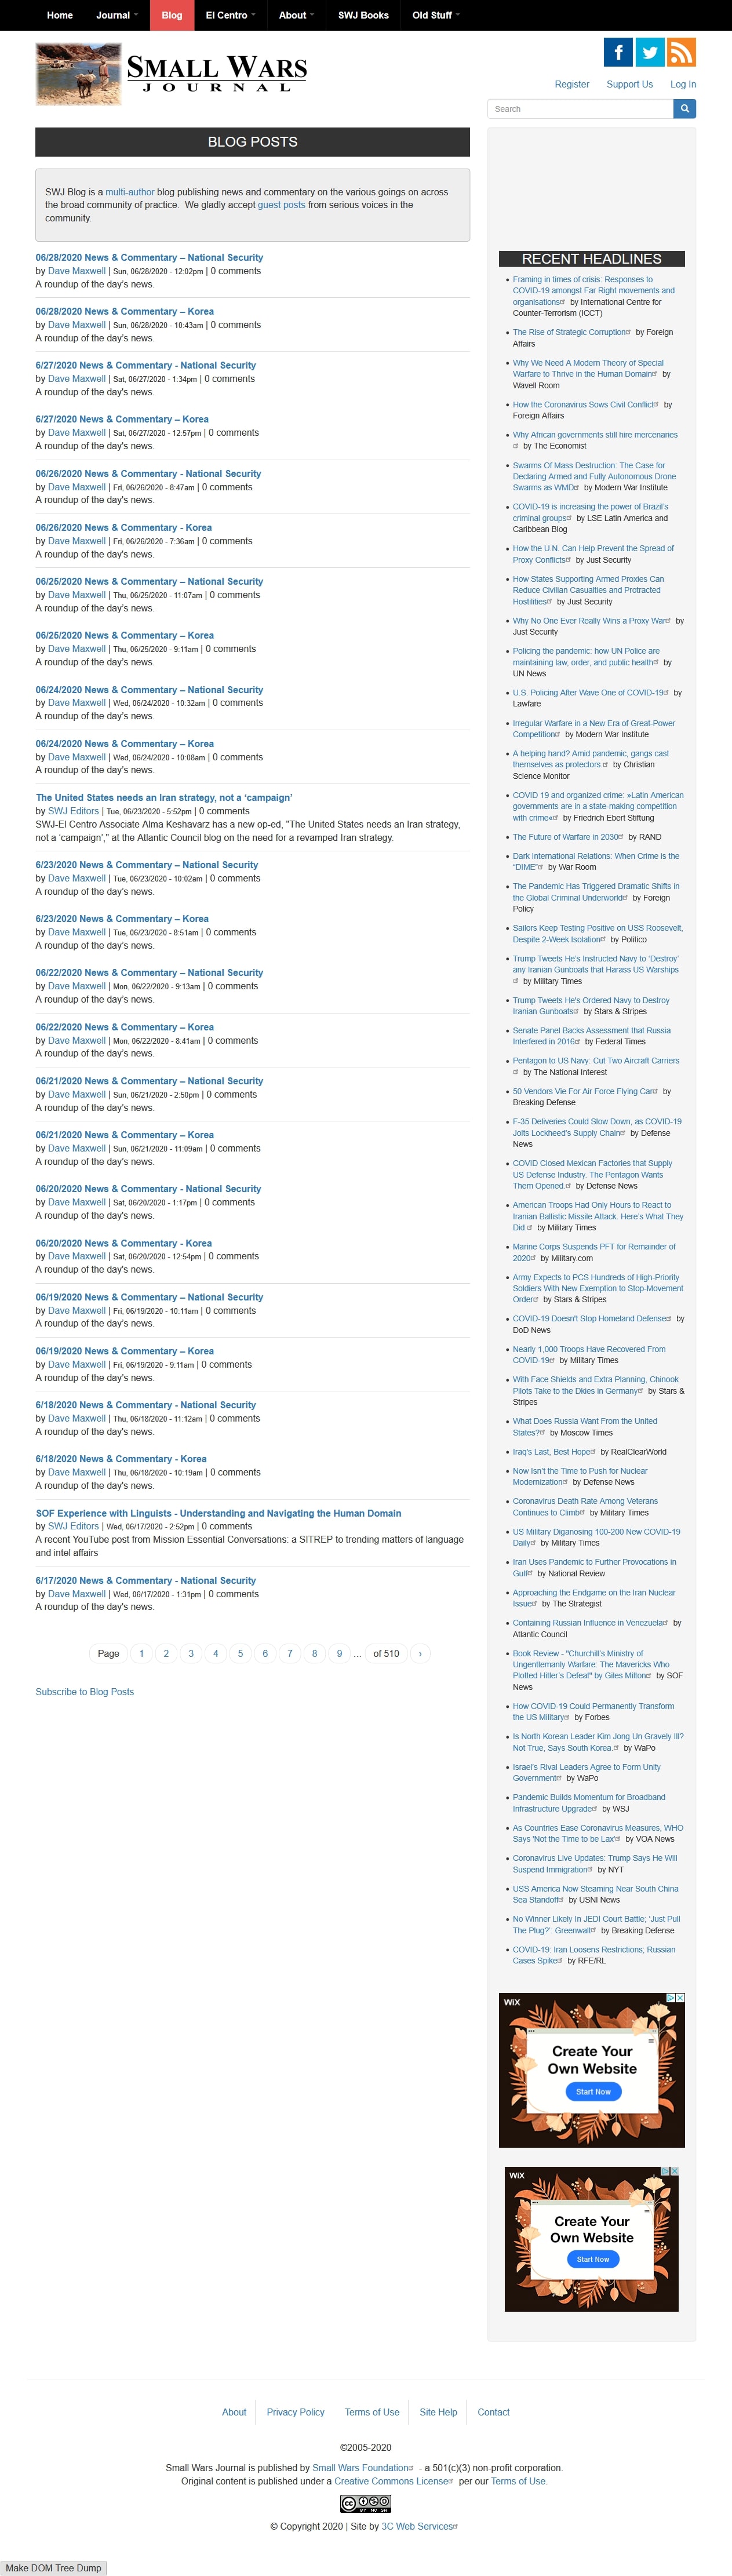 Home Journal Blog El Centro About SWJ Books Old Stuff
SMALL WARS
JOURNAL
Register Support Us Log In
Search
BLOG POSTS
SWJ Blog is a multi-author blog publishing news and commentary on the various goings on across
the broad community of practice. We gladly accept guest posts from serious voices in the
community.
06/28/2020 News & Commentary – National Security
by Dave Maxwell | Sun, 06/28/2020 - 12:02pm | 0 comments
A roundup of the day's news.
06/28/2020 News & Commentary – Korea
by Dave Maxwell | Sun, 06/28/2020 - 10:43am | 0 comments
A roundup of the day's news.
6/27/2020 News & Commentary - National Security
by Dave Maxwell | Sat, 06/27/2020 - 1:34pm | 0 comments
A roundup of the day's news.
6/27/2020 News & Commentary – Korea
by Dave Maxwell | Sat, 06/27/2020 - 12:57pm | 0 comments
A roundup of the day's news.
06/26/2020 News & Commentary - National Security
by Dave Maxwell | Fri, 06/26/2020 - 8:47am | 0 comments
A roundup of the day's news.
06/26/2020 News & Commentary - Korea
by Dave Maxwell | Fri, 06/26/2020 - 7:36am | 0 comments
A roundup of the day's news.
06/25/2020 News & Commentary – National Security
by Dave Maxwell | Thu, 06/25/2020 - 11:07am | 0 comments
A roundup of the day's news.
06/25/2020 News & Commentary – Korea
by Dave Maxwell | Thu, 06/25/2020 - 9:11am | 0 comments
A roundup of the day's news.
06/24/2020 News & Commentary – National Security
by Dave Maxwell | Wed, 06/24/2020 - 10:32am | 0 comments
A roundup of the day's news.
06/24/2020 News & Commentary – Korea
by Dave Maxwell | Wed, 06/24/2020 - 10:08am | 0 comments
A roundup of the day's news.
The United States needs an Iran strategy, not a ‘campaign’
by SWJ Editors | Tue, 06/23/2020 - 5:52pm | 0 comments
SWJ-El Centro Associate Alma Keshavarz has a new op-ed, "The United States needs an Iran strategy,
not a ‘campaign’," at the Atlantic Council blog on the need for a revamped Iran strategy.
6/23/2020 News & Commentary – National Security
by Dave Maxwell | Tue, 06/23/2020 - 10:02am | 0 comments
A roundup of the day's news.
6/23/2020 News & Commentary – Korea
by Dave Maxwell | Tue, 06/23/2020 - 8:51am | 0 comments
A roundup of the day's news.
06/22/2020 News & Commentary – National Security
by Dave Maxwell | Mon, 06/22/2020 - 9:13am | 0 comments
A roundup of the day's news.
06/22/2020 News & Commentary – Korea
by Dave Maxwell | Mon, 06/22/2020 - 8:41am | 0 comments
A roundup of the day's news.
06/21/2020 News & Commentary – National Security
by Dave Maxwell | Sun, 06/21/2020 - 2:50pm | 0 comments
A roundup of the day's news.
06/21/2020 News & Commentary – Korea
by Dave Maxwell | Sun, 06/21/2020 - 11:09am | 0 comments
A roundup of the day's news.
06/20/2020 News & Commentary - National Security
by Dave Maxwell | Sat, 06/20/2020 - 1:17pm | 0 comments
A roundup of the day's news.
06/20/2020 News & Commentary - Korea
by Dave Maxwell | Sat, 06/20/2020 - 12:54pm | 0 comments
A roundup of the day's news.
06/19/2020 News & Commentary – National Security
by Dave Maxwell | Fri, 06/19/2020 - 10:11am | 0 comments
A roundup of the day's news.
06/19/2020 News & Commentary – Korea
by Dave Maxwell | Fri, 06/19/2020 - 9:11am | 0 comments
A roundup of the day's news.
6/18/2020 News & Commentary - National Security
by Dave Maxwell | Thu, 06/18/2020 - 11:12am | 0 comments
A roundup of the day's news.
6/18/2020 News & Commentary - Korea
by Dave Maxwell | Thu, 06/18/2020 - 10:19am | 0 comments
A roundup of the day's news.
SOF Experience with Linguists - Understanding and Navigating the Human Domain
by SWJ Editors | Wed, 06/17/2020 - 2:52pm | 0 comments
A recent YouTube post from Mission Essential Conversations: a SITREP to trending matters of language
and intel affairs
6/17/2020 News & Commentary - National Security
by Dave Maxwell | Wed, 06/17/2020 - 1:31pm | 0 comments
A roundup of the day's news.
Page 1 2 3 4 5 6 7 8 9 … of 510 ›
Subscribe to Blog Posts
RECENT HEADLINES
Framing in times of crisis: Responses to
COVID-19 amongst Far Right movements and
organisations by International Centre for
Counter-Terrorism (ICCT)
The Rise of Strategic Corruption by Foreign
Affairs
Why We Need A Modern Theory of Special
Warfare to Thrive in the Human Domain by
Wavell Room
How the Coronavirus Sows Civil Conflict by
Foreign Affairs
Why African governments still hire mercenaries
by The Economist
Swarms Of Mass Destruction: The Case for
Declaring Armed and Fully Autonomous Drone
Swarms as WMD by Modern War Institute
COVID-19 is increasing the power of Brazil's
criminal groups by LSE Latin America and
Caribbean Blog
How the U.N. Can Help Prevent the Spread of
Proxy Conflicts by Just Security
How States Supporting Armed Proxies Can
Reduce Civilian Casualties and Protracted
Hostilities by Just Security
Why No One Ever Really Wins a Proxy War by
Just Security
Policing the pandemic: how UN Police are
maintaining law, order, and public health by
UN News
U.S. Policing After Wave One of COVID-19 by
Lawfare
Irregular Warfare in a New Era of Great-Power
Competition by Modern War Institute
A helping hand? Amid pandemic, gangs cast
themselves as protectors. by Christian
Science Monitor
COVID 19 and organized crime: »Latin American
governments are in a state-making competition
with crime« by Friedrich Ebert Stiftung
The Future of Warfare in 2030 by RAND
Dark International Relations: When Crime is the
“DIME” by War Room
The Pandemic Has Triggered Dramatic Shifts in
the Global Criminal Underworld by Foreign
Policy
Sailors Keep Testing Positive on USS Roosevelt,
Despite 2-Week Isolation by Politico
Trump Tweets He's Instructed Navy to ‘Destroy’
any Iranian Gunboats that Harass US Warships
by Military Times
Trump Tweets He's Ordered Navy to Destroy
Iranian Gunboats by Stars & Stripes
Senate Panel Backs Assessment that Russia
Interfered in 2016 by Federal Times
Pentagon to US Navy: Cut Two Aircraft Carriers
by The National Interest
50 Vendors Vie For Air Force Flying Car by
Breaking Defense
F-35 Deliveries Could Slow Down, as COVID-19
Jolts Lockheed's Supply Chain by Defense
News
COVID Closed Mexican Factories that Supply
US Defense Industry. The Pentagon Wants
Them Opened. by Defense News
American Troops Had Only Hours to React to
Iranian Ballistic Missile Attack. Here's What They
Did. by Military Times
Marine Corps Suspends PFT for Remainder of
2020 by Military.com
Army Expects to PCS Hundreds of High-Priority
Soldiers With New Exemption to Stop-Movement
Order by Stars & Stripes
COVID-19 Doesn't Stop Homeland Defense by
DoD News
Nearly 1,000 Troops Have Recovered From
COVID-19 by Military Times
With Face Shields and Extra Planning, Chinook
Pilots Take to the Dkies in Germany by Stars &
Stripes
What Does Russia Want From the United
States? by Moscow Times
Iraq's Last, Best Hope by RealClearWorld
Now Isn't the Time to Push for Nuclear
Modernization by Defense News
Coronavirus Death Rate Among Veterans
Continues to Climb by Military Times
US Military Diganosing 100-200 New COVID-19
Daily by Military Times
Iran Uses Pandemic to Further Provocations in
Gulf by National Review
Approaching the Endgame on the Iran Nuclear
Issue by The Strategist
Containing Russian Influence in Venezuela by
Atlantic Council
Book Review - "Churchill's Ministry of
Ungentlemanly Warfare: The Mavericks Who
Plotted Hitler's Defeat" by Giles Milton by SOF
News
How COVID-19 Could Permanently Transform
the US Military by Forbes
Is North Korean Leader Kim Jong Un Gravely Ill?
Not True, Says South Korea. by WaPo
Israel's Rival Leaders Agree to Form Unity
Government by WaPo
Pandemic Builds Momentum for Broadband
Infrastructure Upgrade by WSJ
As Countries Ease Coronavirus Measures, WHO
Says 'Not the Time to be Lax' by VOA News
Coronavirus Live Updates: Trump Says He Will
Suspend Immigration by NYT
USS America Now Steaming Near South China
Sea Standoff by USNI News
No Winner Likely In JEDI Court Battle; 'Just Pull
The Plug?': Greenwalt by Breaking Defense
COVID-19: Iran Loosens Restrictions; Russian
Cases Spike by RFE/RL
WiX
Create Your
Own Website
Start Now
WiX
Create Your
Own Website
Start Now
About Privacy Policy Terms of Use Site Help Contact
©2005-2020
Small Wars Journal is published by Small Wars Foundation - a 501(c)(3) non-profit corporation.
Original content is published under a Creative Commons License per our Terms of Use.
BY NC SA
© Copyright 2020 | Site by 3C Web Services
Make DOM Tree Dump